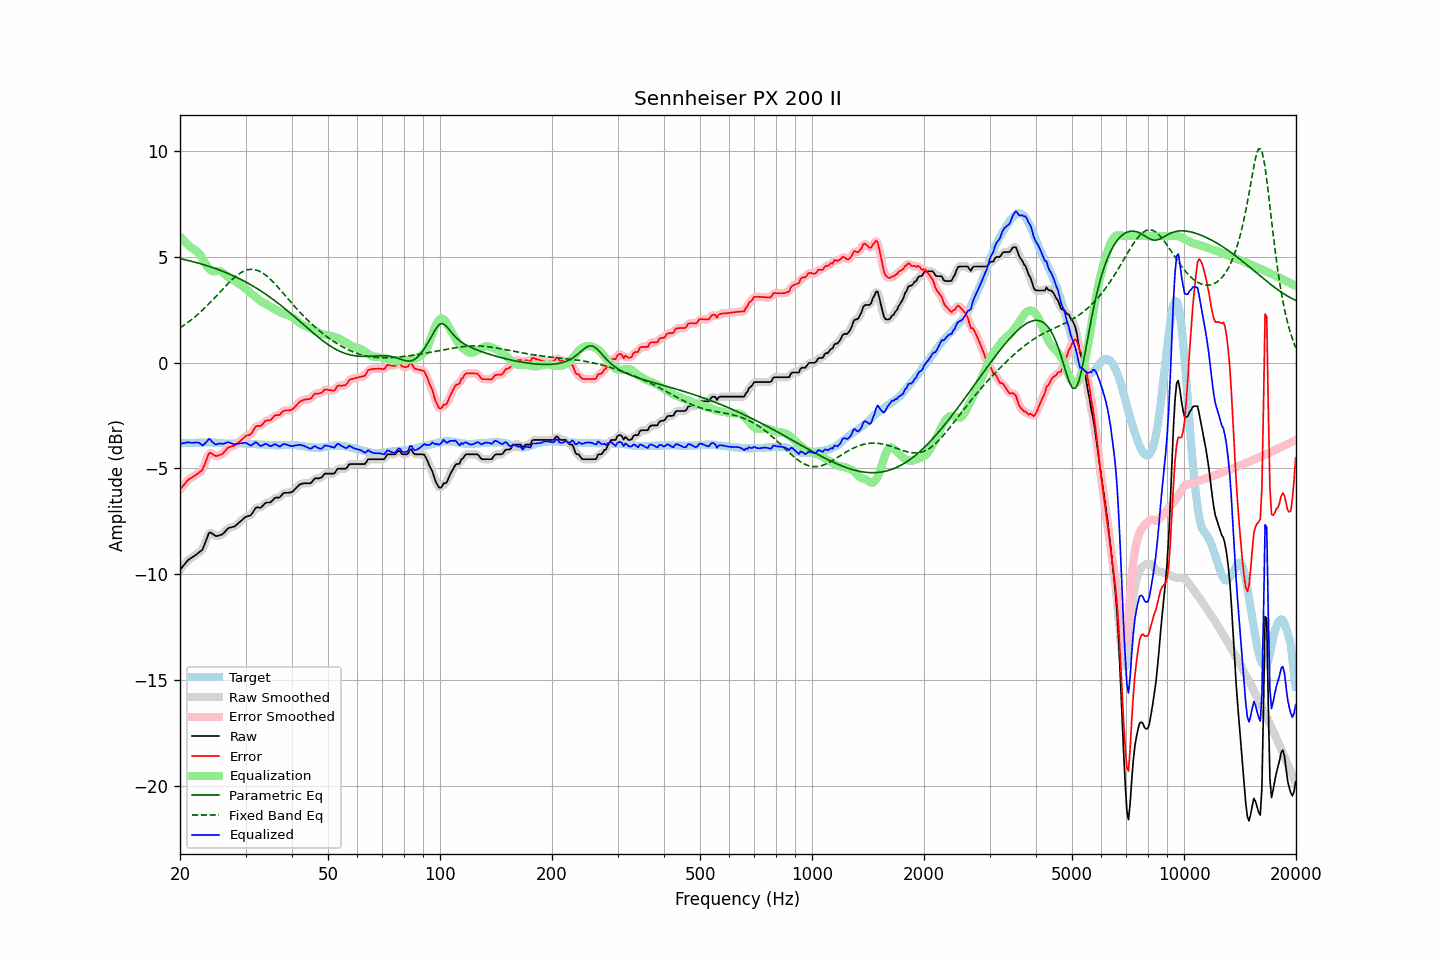 Sennheiser PX 200 II
10
5
0
−5
−10
−15
−20
Amplitude (dBr)
Target
Raw Smoothed
Error Smoothed
Raw
Error
Equalization
Parametric Eq
Fixed Band Eq
Equalized
20 50 100 200 500 1000 2000 5000 10000 20000
Frequency (Hz)